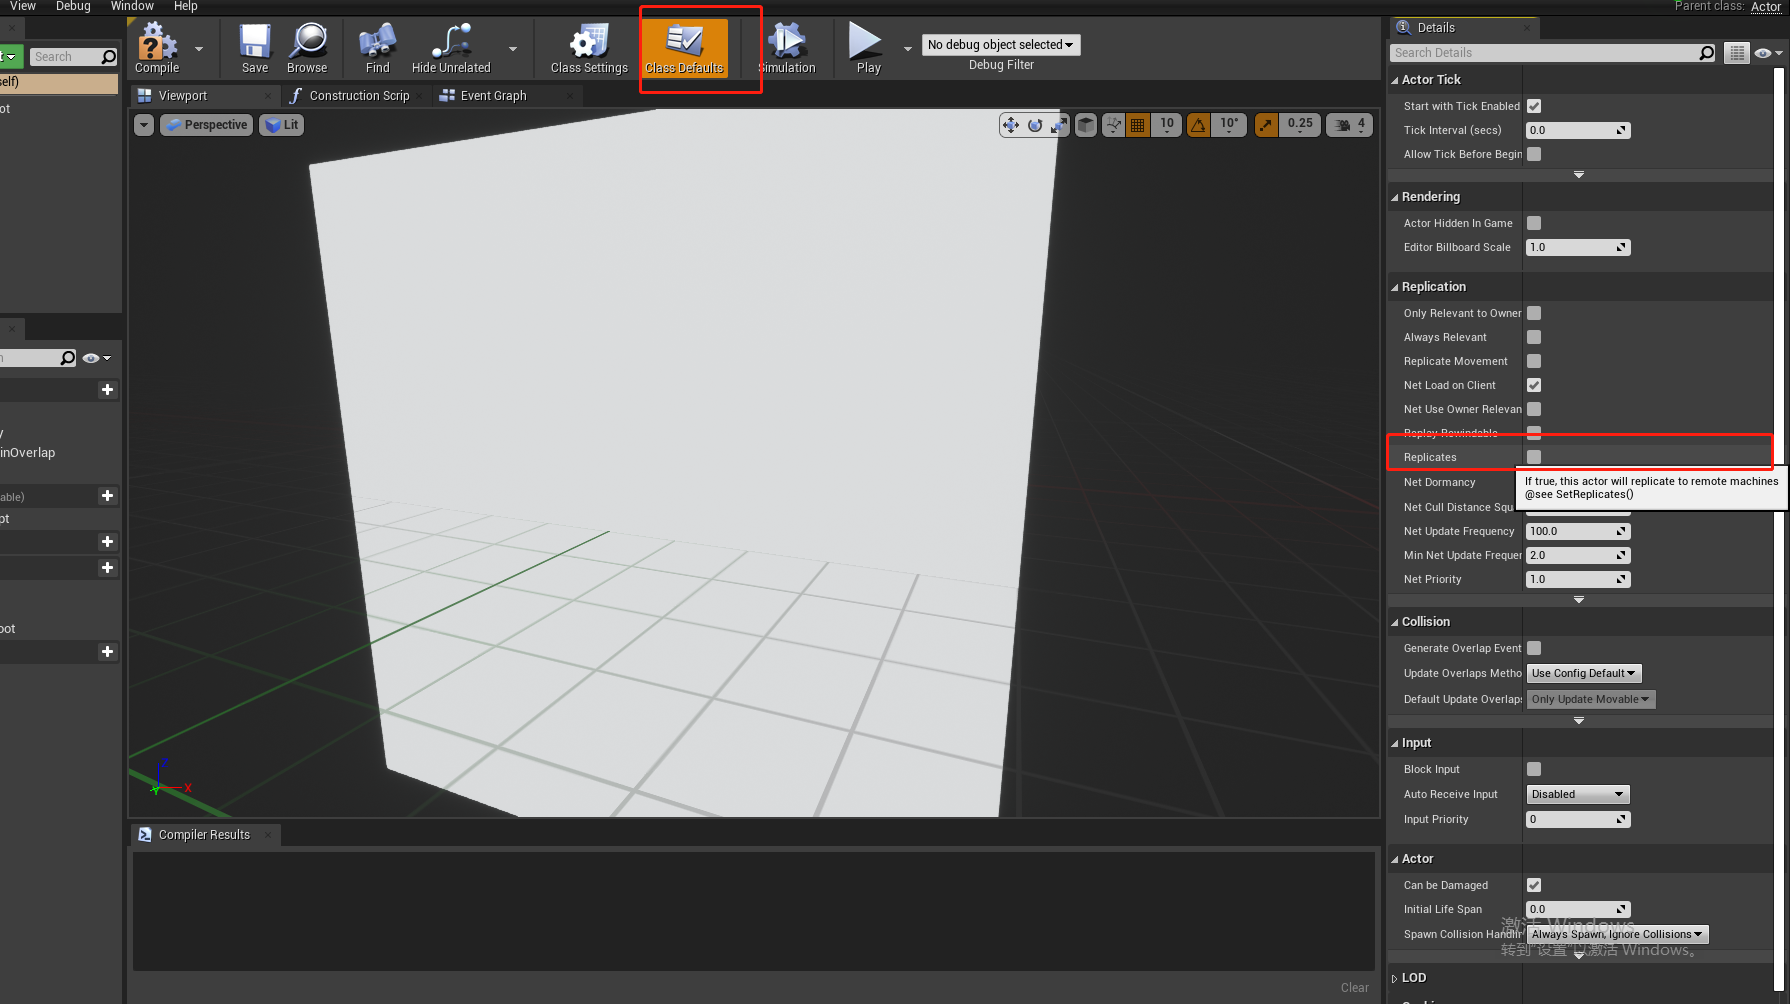 View Debug Window Help
Parent class: Actor
Search
Compile
Save
Browse
Find
Hide Unrelated
Class Settings
Class Defaults
Simulation
Play
No debug object selected
Debug Filter
Details
Search Details
self)
ot
Viewport
Construction Scrip
Event Graph
Perspective
Lit
10
10°
0.25
4
Z
X
Y
y
inOverlap
able)
pt
oot
Compiler Results
Clear
Actor Tick
Start with Tick Enabled
Tick Interval (secs) 0.0
Allow Tick Before Begin
Rendering
Actor Hidden In Game
Editor Billboard Scale 1.0
Replication
Only Relevant to Owner
Always Relevant
Replicate Movement
Net Load on Client
Net Use Owner Relevan
Replay Rewindable
Replicates
If true, this actor will replicate to remote machines
@see SetReplicates()
Net Dormancy
Net Cull Distance Squ
Net Update Frequency 100.0
Min Net Update Frequen 2.0
Net Priority 1.0
Collision
Generate Overlap Event
Update Overlaps Metho Use Config Default
Default Update Overlaps Only Update Movable
Input
Block Input
Auto Receive Input Disabled
Input Priority 0
Actor
Can be Damaged
Initial Life Span 0.0
Spawn Collision Handlin Always Spawn, Ignore Collisions
激活 Windows
转到"设置"以激活 Windows。
LOD